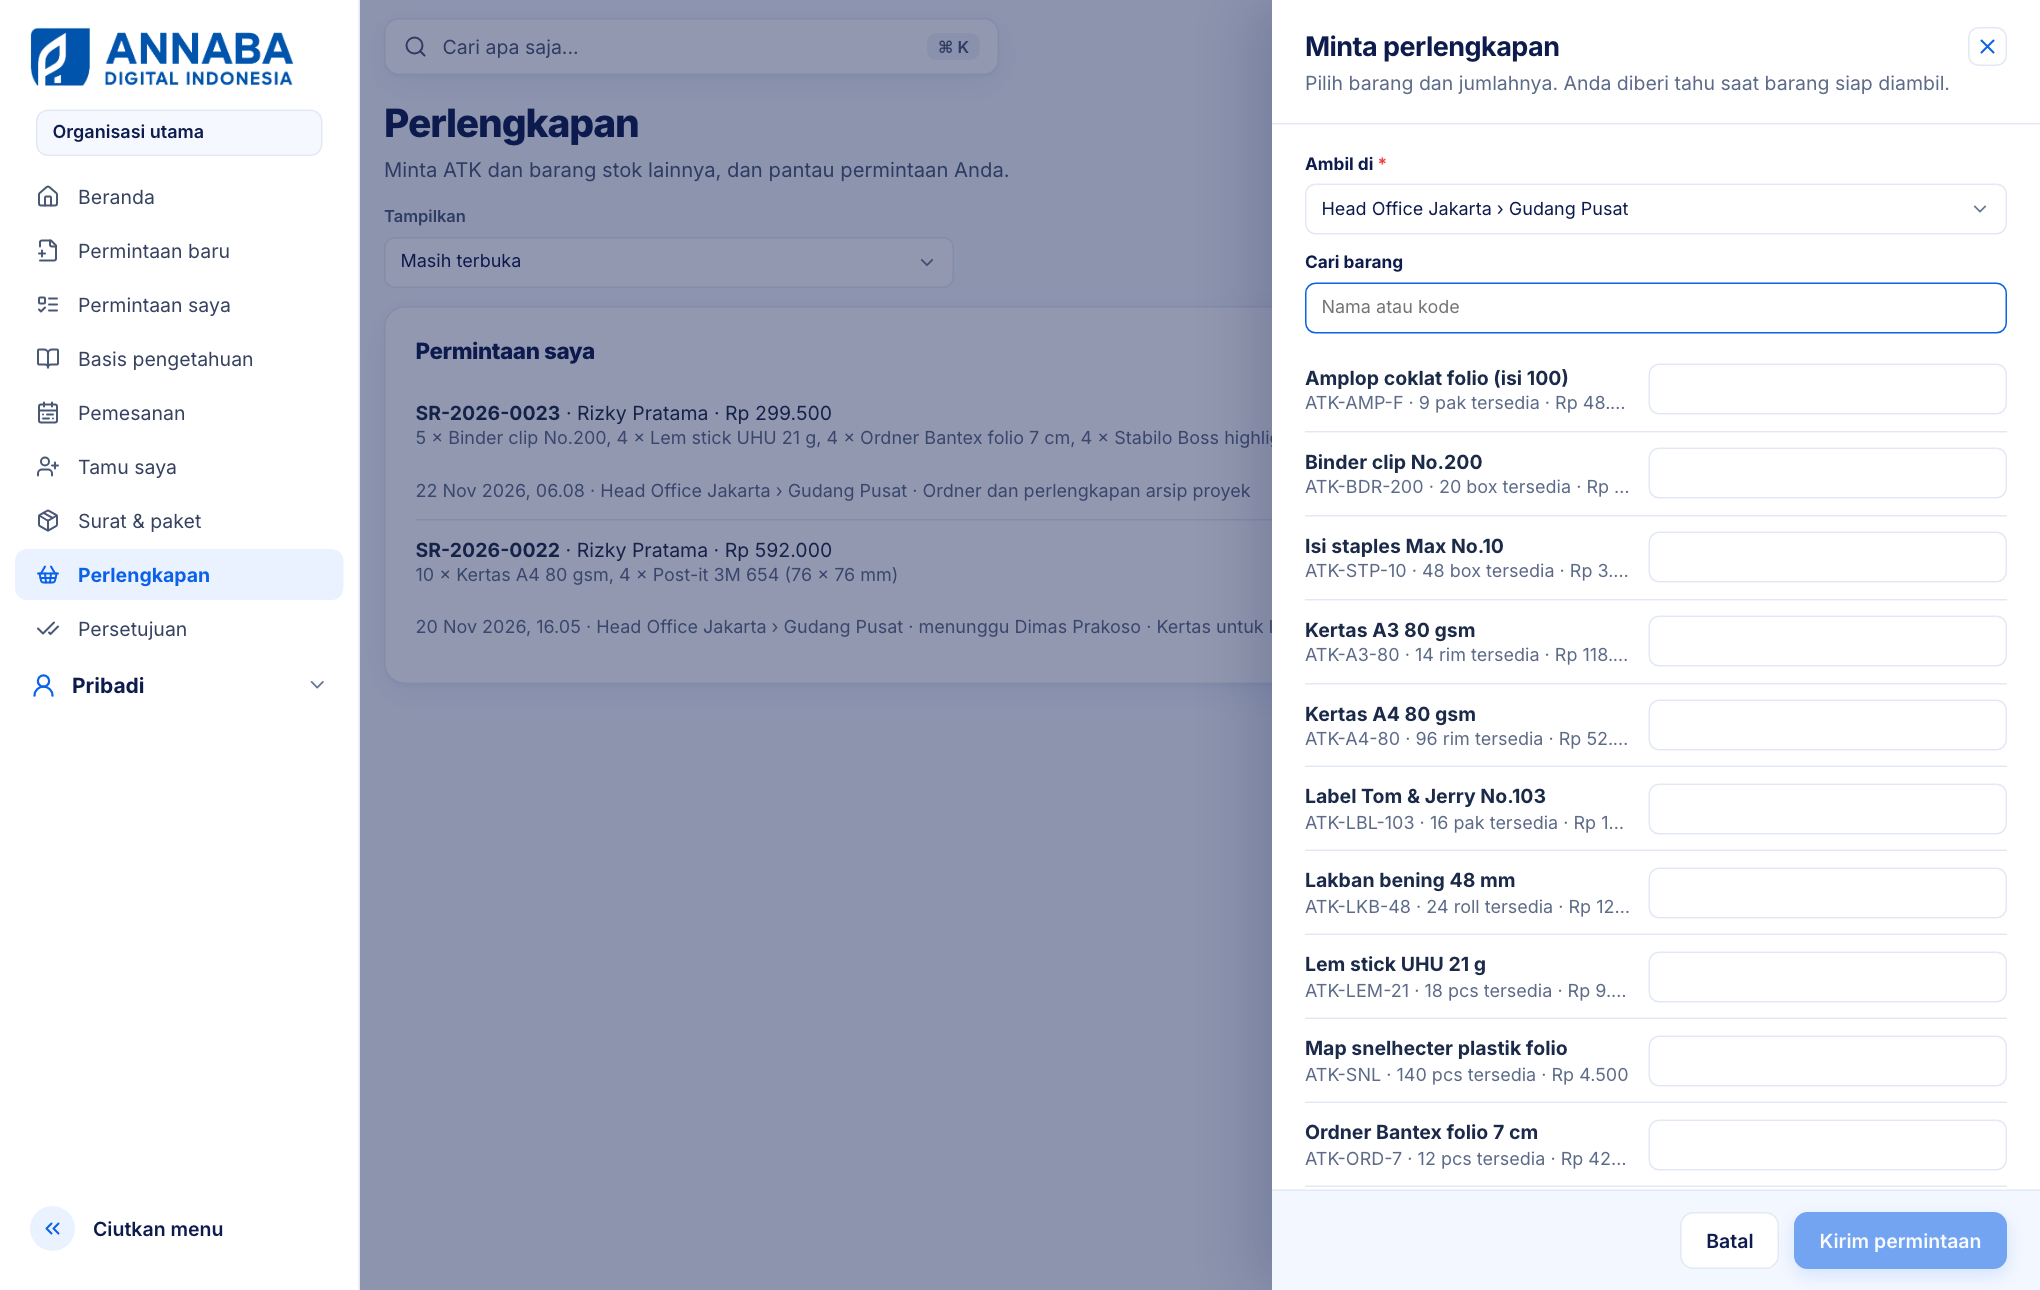 ANNABA
DIGITAL INDONESIA
Organisasi utama
Beranda
Permintaan baru
Permintaan saya
Basis pengetahuan
Pemesanan
Tamu saya
Surat & paket
Perlengkapan
Persetujuan
Pribadi
Ciutkan menu
Cari apa saja...
⌘ K
Perlengkapan
Minta ATK dan barang stok lainnya, dan pantau permintaan Anda.
Tampilkan
Masih terbuka
Permintaan saya
SR-2026-0023 · Rizky Pratama · Rp 299.500
5 × Binder clip No.200, 4 × Lem stick UHU 21 g, 4 × Ordner Bantex folio 7 cm, 4 × Stabilo Boss highlig
22 Nov 2026, 06.08 · Head Office Jakarta › Gudang Pusat · Ordner dan perlengkapan arsip proyek
SR-2026-0022 · Rizky Pratama · Rp 592.000
10 × Kertas A4 80 gsm, 4 × Post-it 3M 654 (76 × 76 mm)
20 Nov 2026, 16.05 · Head Office Jakarta › Gudang Pusat · menunggu Dimas Prakoso · Kertas untuk
Minta perlengkapan
Pilih barang dan jumlahnya. Anda diberi tahu saat barang siap diambil.
Ambil di *
Head Office Jakarta › Gudang Pusat
Cari barang
Nama atau kode
Amplop coklat folio (isi 100)
ATK-AMP-F · 9 pak tersedia · Rp 48....
Binder clip No.200
ATK-BDR-200 · 20 box tersedia · Rp ...
Isi staples Max No.10
ATK-STP-10 · 48 box tersedia · Rp 3....
Kertas A3 80 gsm
ATK-A3-80 · 14 rim tersedia · Rp 118....
Kertas A4 80 gsm
ATK-A4-80 · 96 rim tersedia · Rp 52....
Label Tom & Jerry No.103
ATK-LBL-103 · 16 pak tersedia · Rp 1...
Lakban bening 48 mm
ATK-LKB-48 · 24 roll tersedia · Rp 12...
Lem stick UHU 21 g
ATK-LEM-21 · 18 pcs tersedia · Rp 9....
Map snelhecter plastik folio
ATK-SNL · 140 pcs tersedia · Rp 4.500
Ordner Bantex folio 7 cm
ATK-ORD-7 · 12 pcs tersedia · Rp 42...
Batal
Kirim permintaan